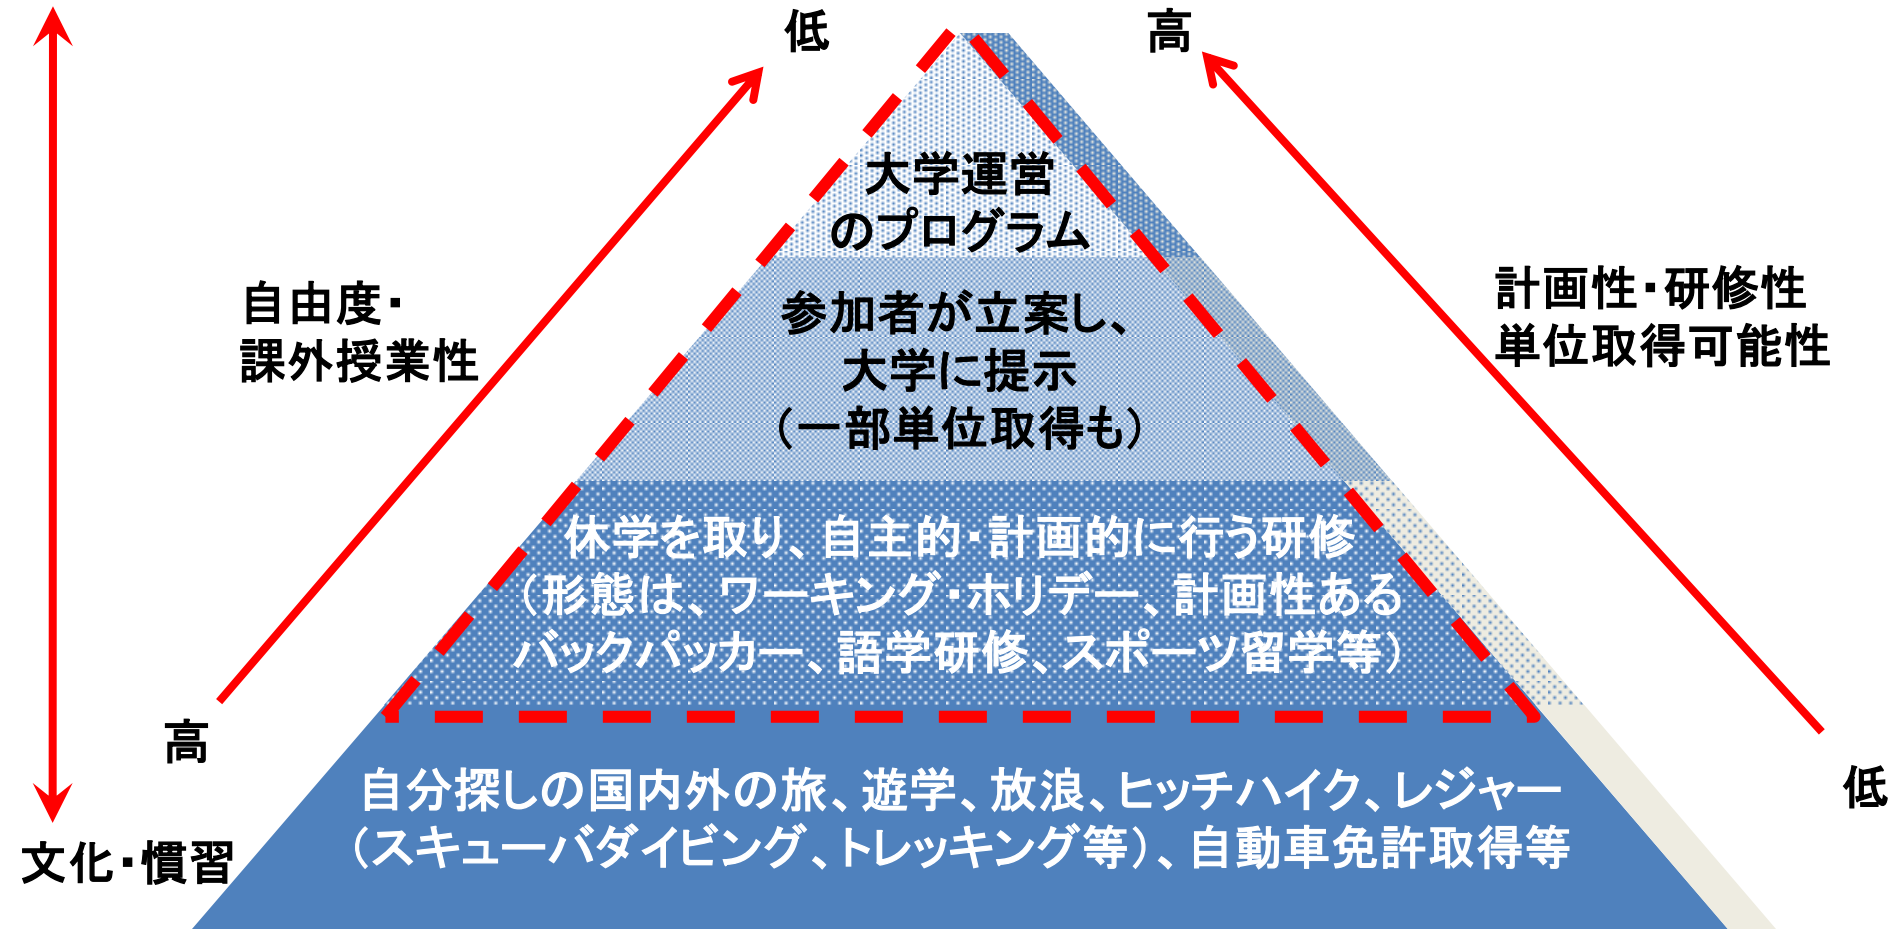 低
高
大学運営
のプログラム
自由度・
課外授業性
計画性・研修性
単位取得可能性
参加者が立案し、
大学に提示
（一部単位取得も）
休学を取り、自主的・計画的に行う研修
（形態は、ワーキング・ホリデー、計画性ある
バックパッカー、語学研修、スポーツ留学等）
高
低
自分探しの国内外の旅、遊学、放浪、ヒッチハイク、レジャー
（スキューバダイビング、トレッキング等）、自動車免許取得等
文化・慣習